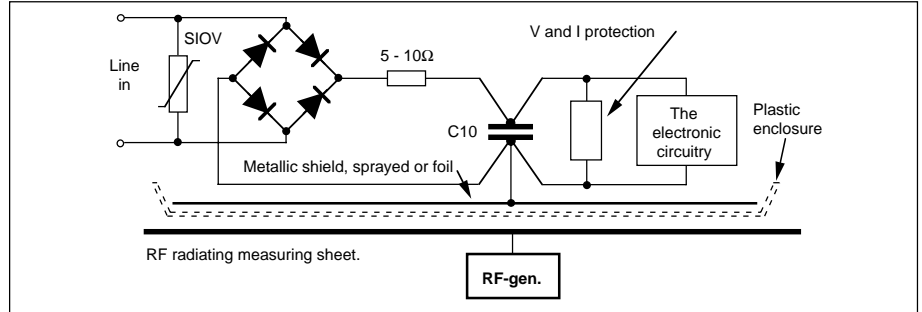 SIOV
Line
in
5 - 10Ω
V and I protection
C10
The
electronic
circuitry
Plastic
enclosure
Metallic shield, sprayed or foil
RF radiating measuring sheet.
RF-gen.